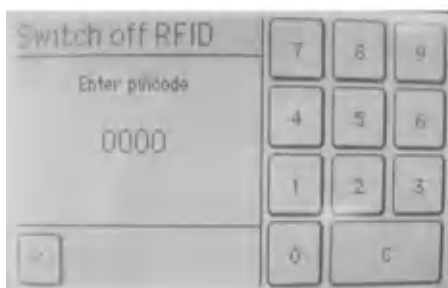 Switch off RFID
Enter pincode
0000
7 8 9
4 5 6
1 2 3
0 C